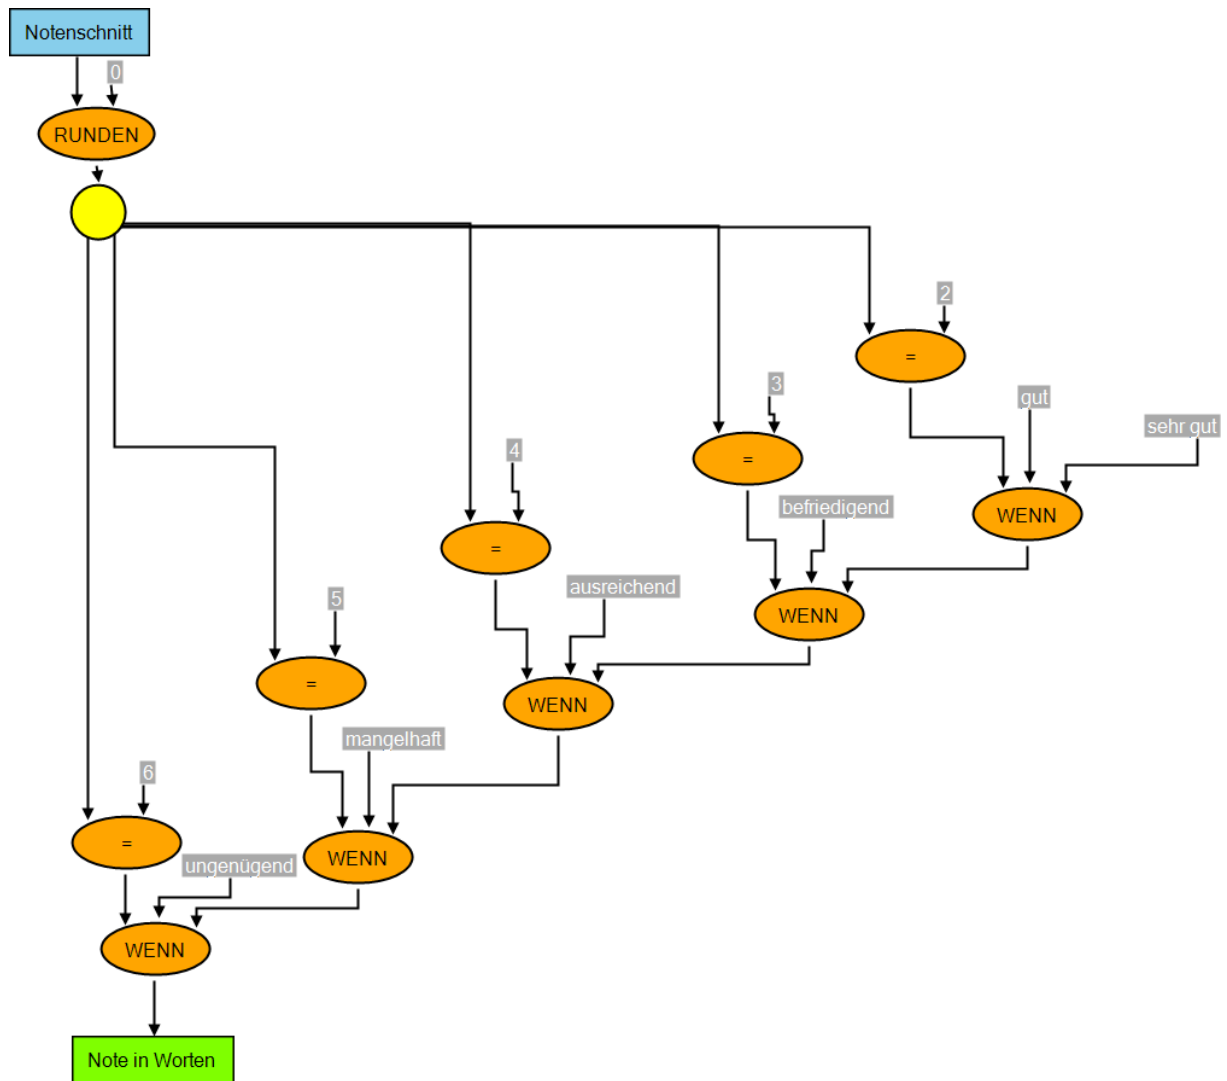 Notenschnitt
0
RUNDEN
2
=
3
gut
sehr gut
4
=
befriedigend
WENN
=
ausreichend
5
WENN
=
WENN
mangelhaft
6
=
ungenügend
WENN
WENN
Note in Worten